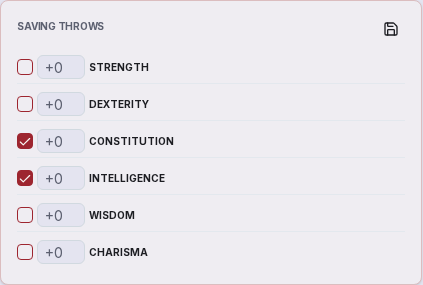 SAVING THROWS
+0 STRENGTH
+0 DEXTERITY
+0 CONSTITUTION
+0 INTELLIGENCE
+0 WISDOM
+0 CHARISMA